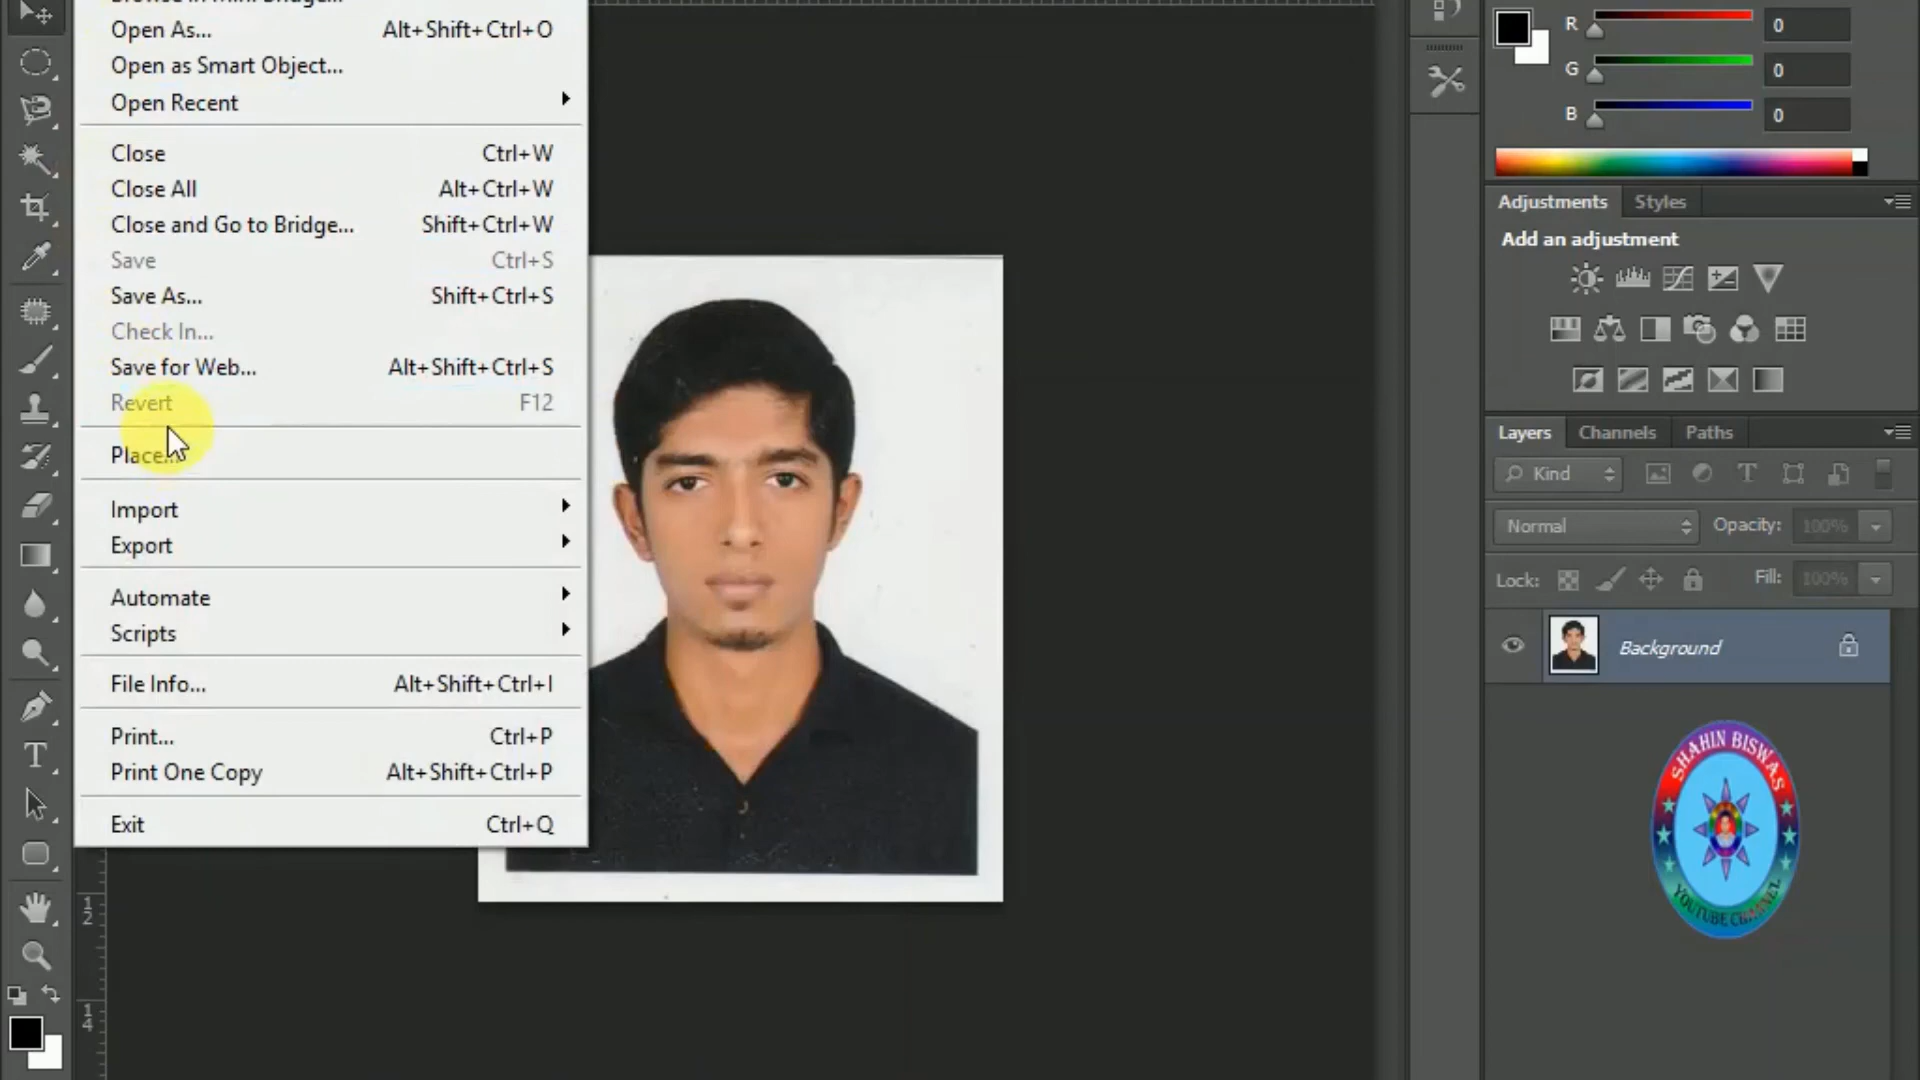 Open As... Alt+Shift+Ctrl+O
Open as Smart Object...
Open Recent
Close Ctrl+W
Close All Alt+Ctrl+W
Close and Go to Bridge... Shift+Ctrl+W
Save Ctrl+S
Save As... Shift+Ctrl+S
Check In...
Save for Web... Alt+Shift+Ctrl+S
Revert F12
Place...
Import
Export
Automate
Scripts
File Info... Alt+Shift+Ctrl+I
Print... Ctrl+P
Print One Copy Alt+Shift+Ctrl+P
Exit Ctrl+Q
12
14
R 0
G 0
B 0
Adjustments Styles
Add an adjustment
Layers Channels Paths
Kind
Normal Opacity: 100%
Lock: Fill: 100%
Background
SHAHIN BISWAS
YOUTUBE CHANNEL